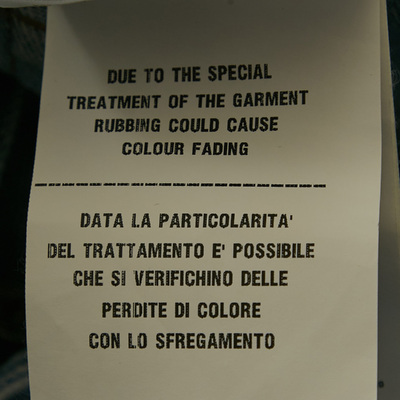 DUE TO THE SPECIAL
TREATMENT OF THE GARMENT
RUBBING COULD CAUSE
COLOUR FADING
DATA LA PARTICOLARITA'
DEL TRATTAMENTO E' POSSIBILE
CHE SI VERIFICHINO DELLE
PERDITE DI COLORE
CON LO SFREGAMENTO